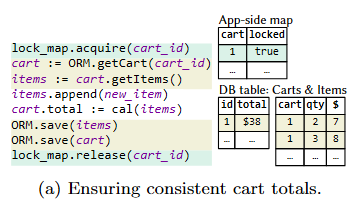 App-side map
cart locked
1 true
… …
lock_map.acquire(cart_id)
cart := ORM.getCart(cart_id)
items := cart.getItems()
items.append(new_item)
cart.total := cal(items)
ORM.save(items)
ORM.save(cart)
lock_map.release(cart_id)
DB table: Carts & Items
id total
1 $38
… …
cart qty $
1 2 7
1 3 8
… …
(a) Ensuring consistent cart totals.